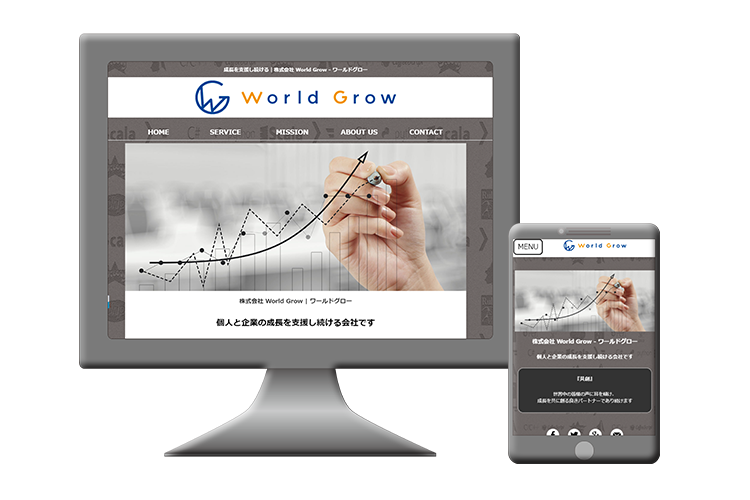 成長を支援し続ける | 株式会社 World Grow - ワールドグロー
World Grow
HOME SERVICE MISSION ABOUT US CONTACT
株式会社 World Grow | ワールドグロー
個人と企業の成長を支援し続ける会社です
MENU World Grow
株式会社 World Grow - ワールドグロー
個人と企業の成長を支援し続ける会社です
『共創』
世界中の皆様の声に耳を傾け、
成長を共に創る良きパートナーであり続けます